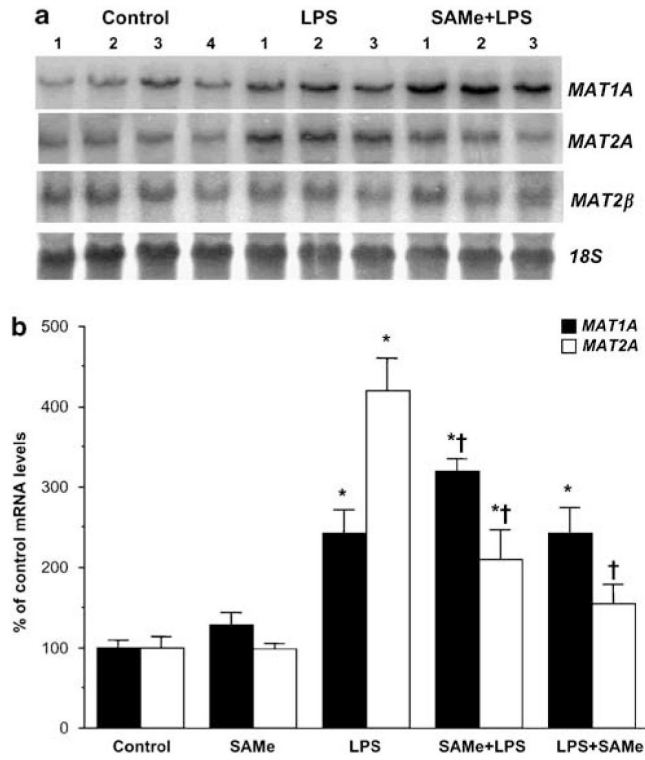 a
Control LPS SAMe+LPS
1 2 3 4 1 2 3 1 2 3
MAT1A
MAT2A
MAT2β
18S
b
MAT1A
MAT2A
% of control mRNA levels
500
400
300
200
100
0
*
*
*†
*†
*
†
Control SAMe LPS SAMe+LPS LPS+SAMe